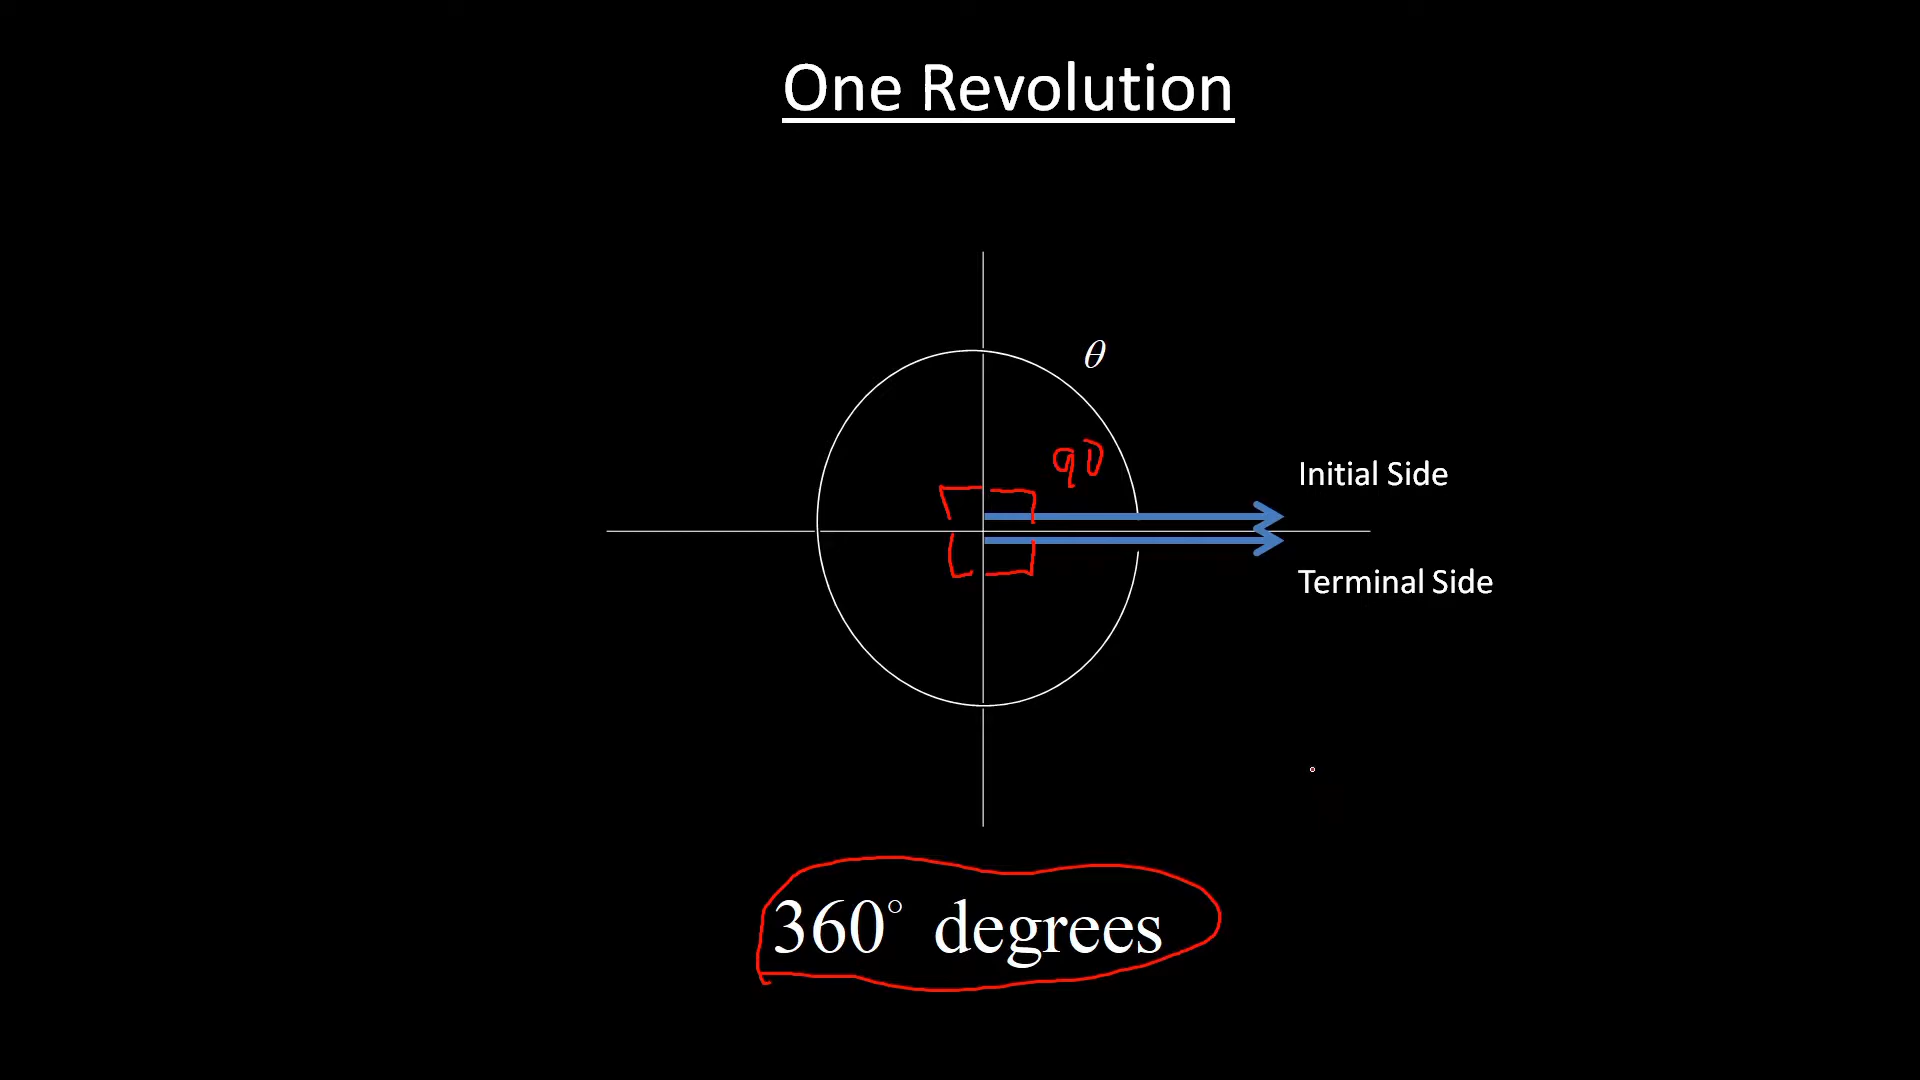 One Revolution
θ
90
Initial Side
Terminal Side
360° degrees